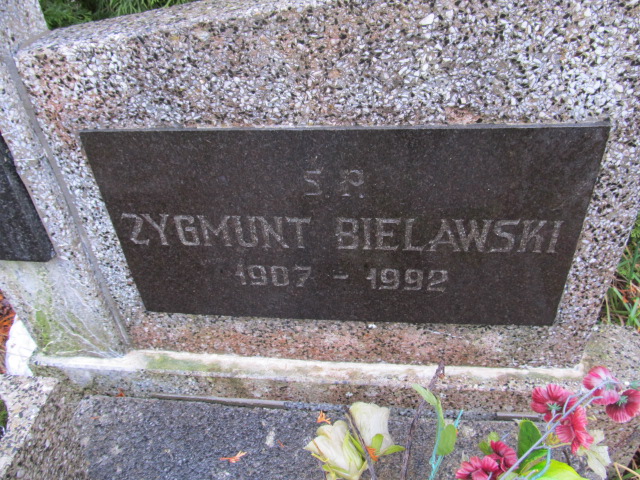 S.P.
ZYGMUNT BIELAWSKI
1907 - 1992